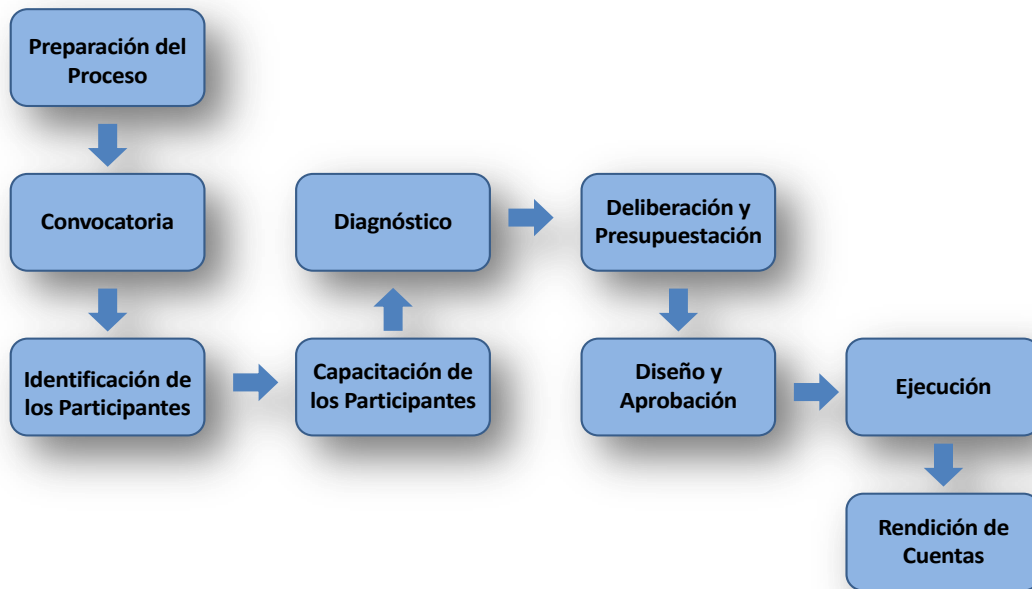 Preparación del
Proceso
Convocatoria
Identificación de
los Participantes
Capacitación de
los Participantes
Diagnóstico
Deliberación y
Presupuestación
Diseño y
Aprobación
Ejecución
Rendición de
Cuentas